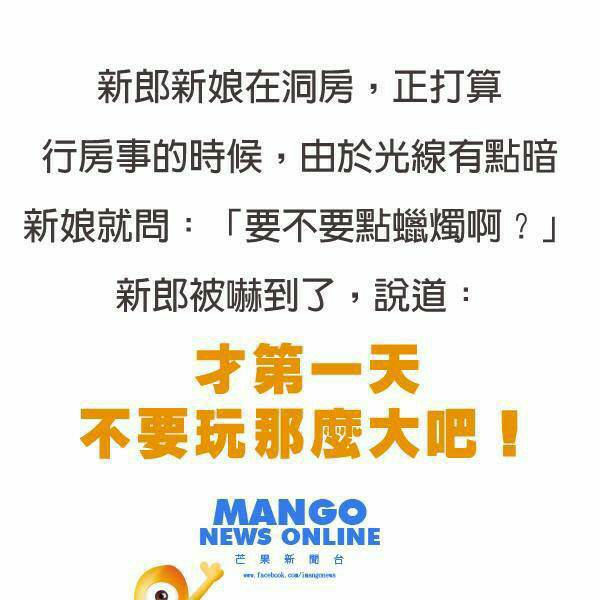 新郎新娘在洞房，正打算
行房事的時候，由於光線有點暗
新娘就問：「要不要點蠟燭啊？」
新郎被嚇到了，說道：
才第一天
不要玩那麼大吧！
MANGO
NEWS ONLINE
芒果新聞台
www.facebook.com/imangonews